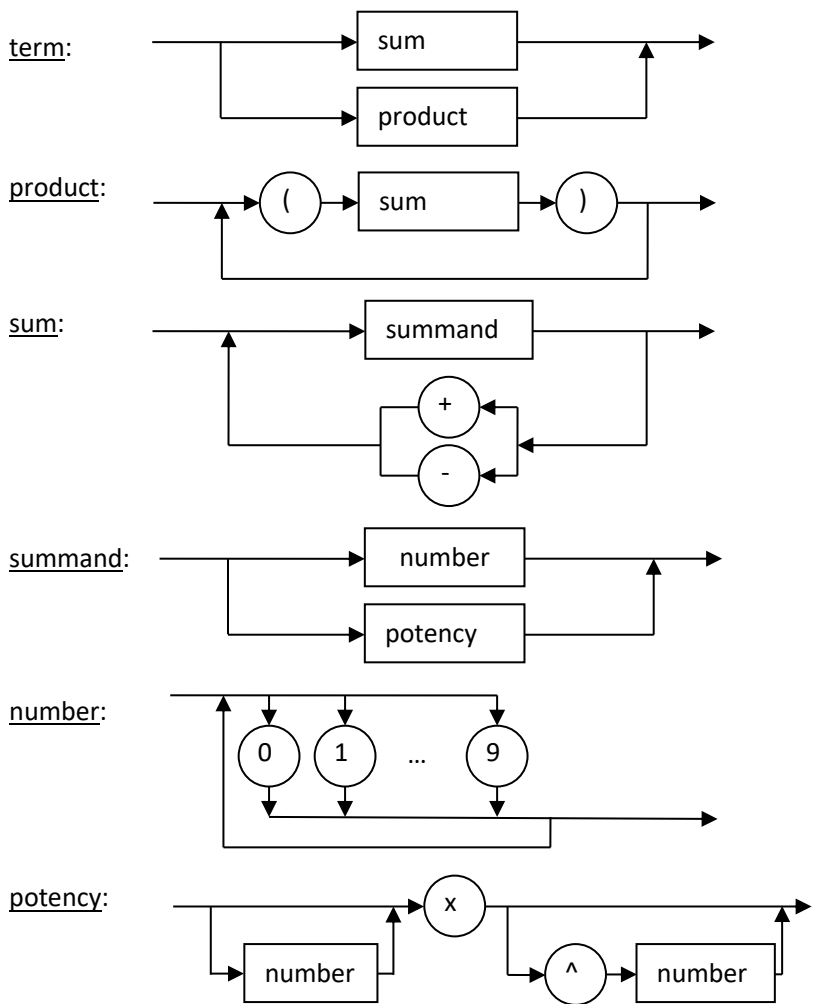 term:
sum
product
product:
( sum )
sum:
summand
+
-
summand:
number
potency
number:
0 1 ... 9
potency:
x
number
^ number